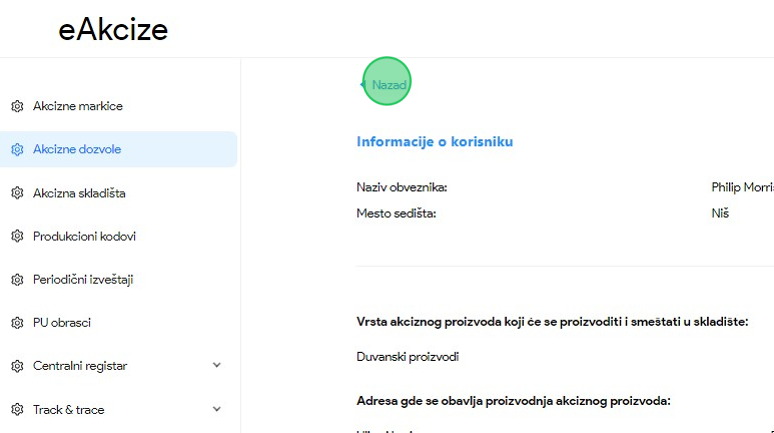 eAkcize
Nazad
Akcizne markice
Akcizne dozvole
Akcizna skladišta
Produkcioni kodovi
Periodični izveštaji
PU obrasci
Centralni registar
Track & trace
Informacije o korisniku
Naziv obveznika: Philip Morris
Mesto sedišta: Niš
Vrsta akciznog proizvoda koji će se proizvoditi i smeštati u skladište:
Duvanski proizvodi
Adresa gde se obavlja proizvodnja akciznog proizvoda: